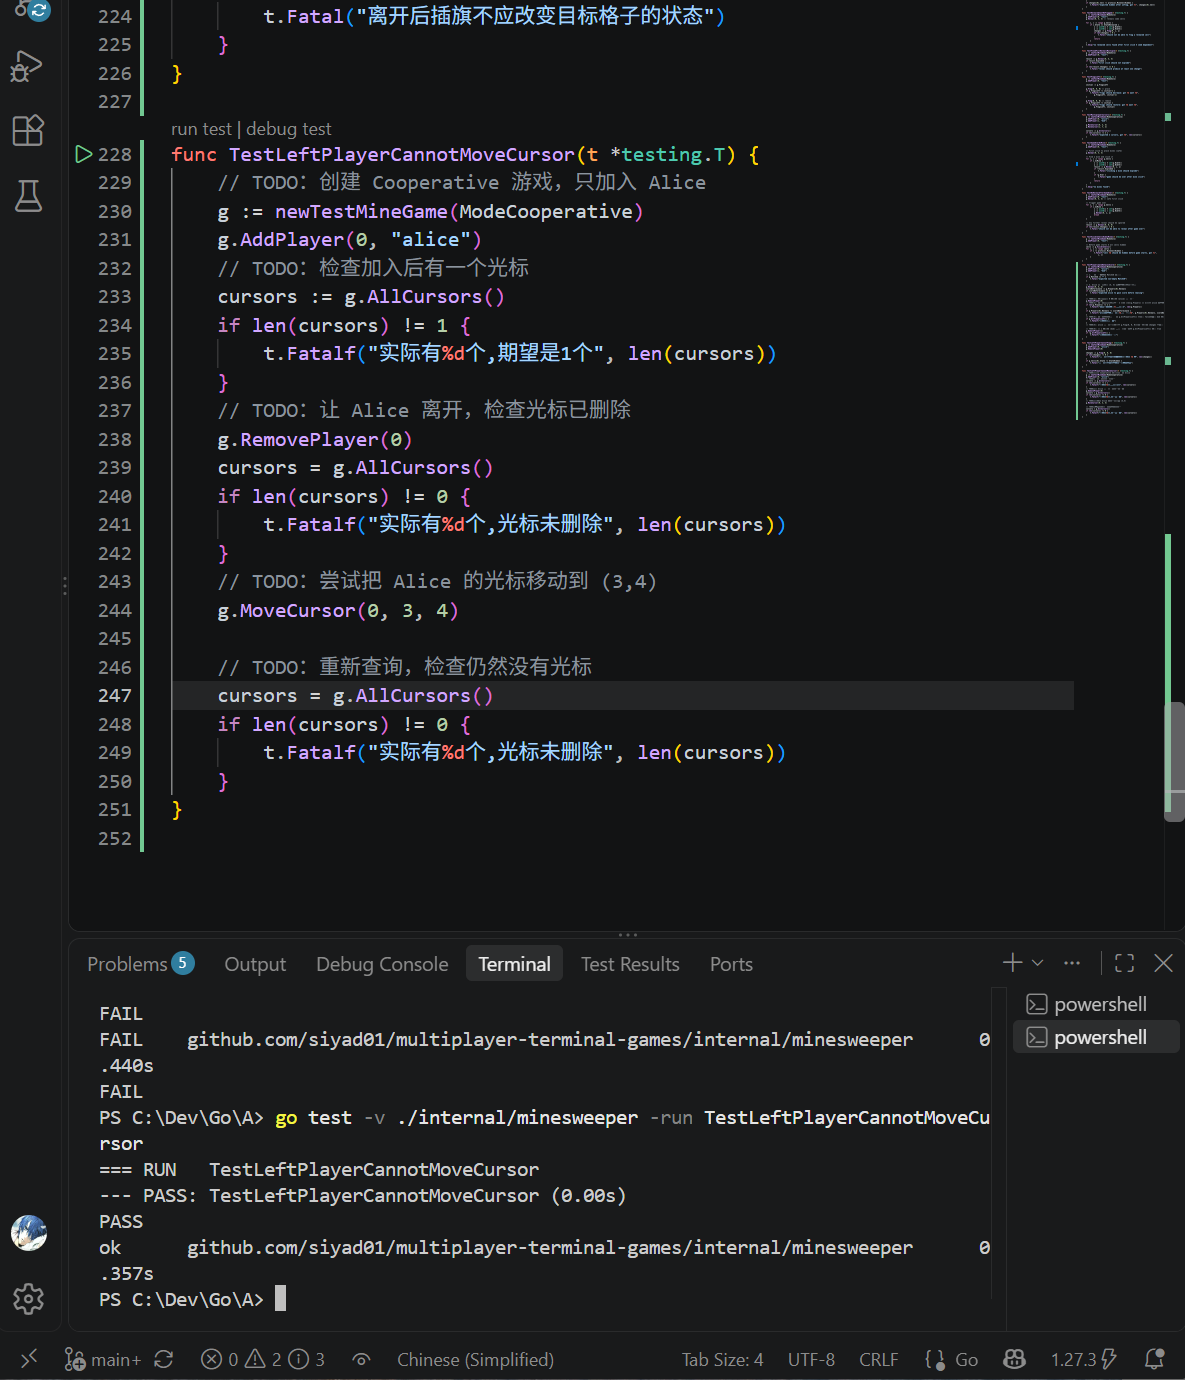 224 t.Fatal("离开后插旗不应改变目标格子的状态")
225 }
226 }
227
run test | debug test
228 func TestLeftPlayerCannotMoveCursor(t *testing.T) {
229 // TODO: 创建 Cooperative 游戏，只加入 Alice
230 g := newTestMineGame(ModeCooperative)
231 g.AddPlayer(0, "alice")
232 // TODO: 检查加入后有一个光标
233 cursors := g.AllCursors()
234 if len(cursors) != 1 {
235 t.Fatalf("实际有%d个,期望是1个", len(cursors))
236 }
237 // TODO: 让 Alice 离开，检查光标已删除
238 g.RemovePlayer(0)
239 cursors = g.AllCursors()
240 if len(cursors) != 0 {
241 t.Fatalf("实际有%d个,光标未删除", len(cursors))
242 }
243 // TODO: 尝试把 Alice 的光标移动到 (3,4)
244 g.MoveCursor(0, 3, 4)
245
246 // TODO: 重新查询，检查仍然没有光标
247 cursors = g.AllCursors()
248 if len(cursors) != 0 {
249 t.Fatalf("实际有%d个,光标未删除", len(cursors))
250 }
251 }
252
Problems 5 Output Debug Console Terminal Test Results Ports
FAIL
FAIL github.com/siyad01/multiplayer-terminal-games/internal/minesweeper 0
.440s
FAIL
PS C:\Dev\Go\A> go test -v ./internal/minesweeper -run TestLeftPlayerCannotMoveCu
rsor
=== RUN TestLeftPlayerCannotMoveCursor
--- PASS: TestLeftPlayerCannotMoveCursor (0.00s)
PASS
ok github.com/siyad01/multiplayer-terminal-games/internal/minesweeper 0
.357s
PS C:\Dev\Go\A>
powershell
powershell
main+ 0 2 3 Chinese (Simplified) Tab Size: 4 UTF-8 CRLF Go 1.27.3